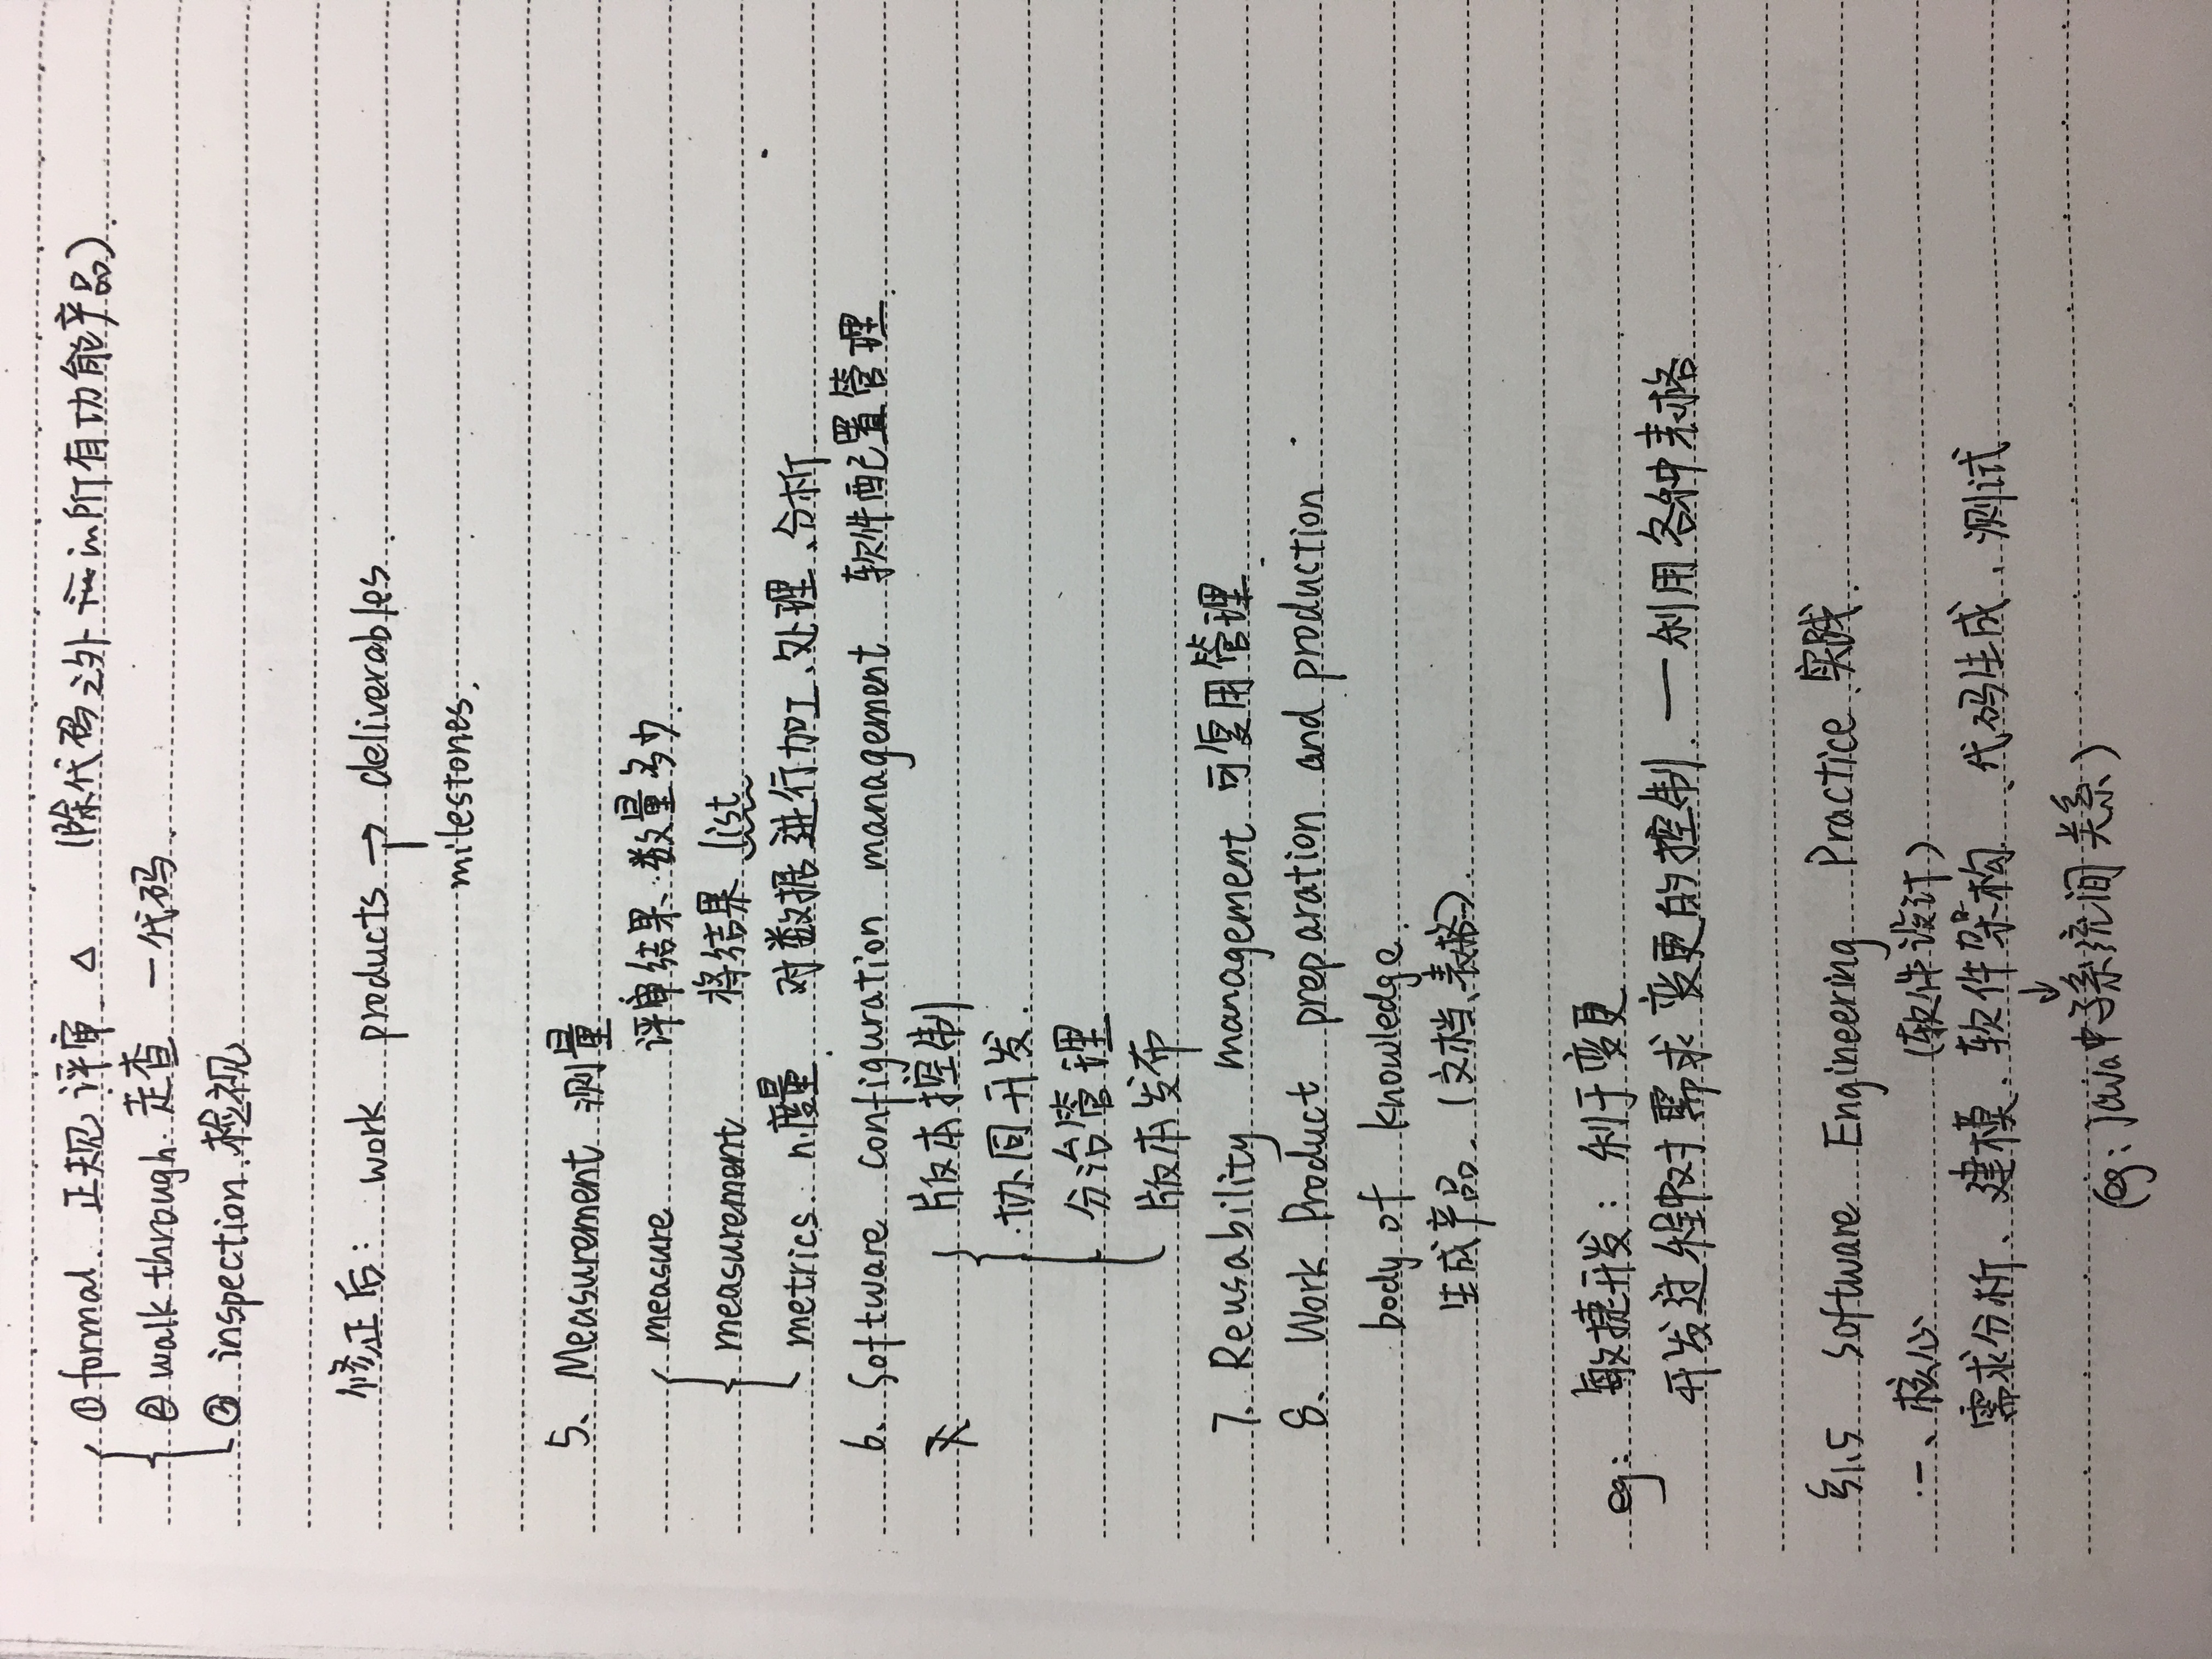 ①formal. 正规评审 △ (除代码之外in所有功能产品).
② walk through. 走查 — 代码.
③ inspection. 检视
修正后: work products → deliverables.
milestones.
5、Measurement 测量
measure 评审结果、数量多少.
measurement 将结果 list
metrics n.度量. 对数据进行加工、处理、分析
6、Software configuration management 软件配置管理.
版本控制
协同开发.
分治管理
版本发布
7、Reusability management 可复用管理.
8、Work Product preparation and production
body of knowledge.
生成产品. (文档、表格).
eg: 敏捷开发: 利于变更
开发过程中对需求变更的控制. — 利用各种表格
§1.5 Software Engineering Practice. 实践.
一、核心 (软件设计)
需求分析、建模、软件架构、代码生成、测试
↓
(eg: Java中子系统间关系)